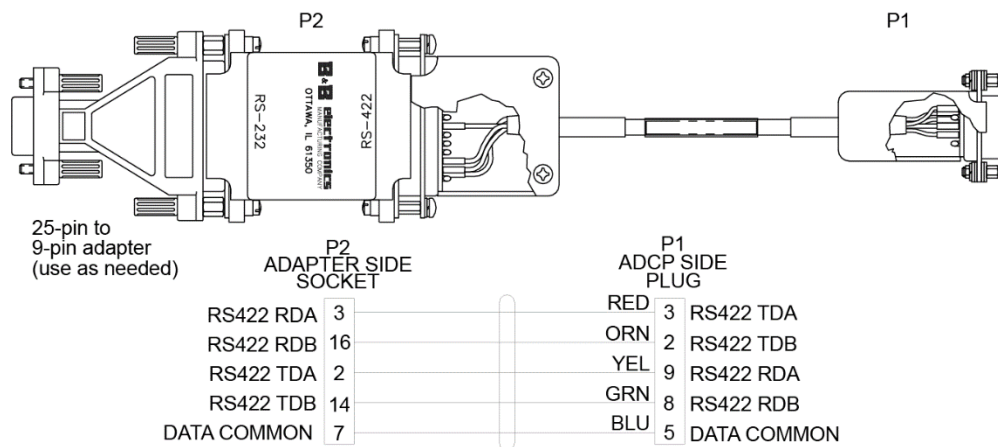 P2
P1
RS-232
B&B electronics
MANUFACTURING COMPANY
OTTAWA, IL 61350
RS-422
25-pin to
9-pin adapter
(use as needed)
P2
ADAPTER SIDE
SOCKET
P1
ADCP SIDE
PLUG
RS422 RDA 3 RED 3 RS422 TDA
RS422 RDB 16 ORN 2 RS422 TDB
RS422 TDA 2 YEL 9 RS422 RDA
RS422 TDB 14 GRN 8 RS422 RDB
DATA COMMON 7 BLU 5 DATA COMMON